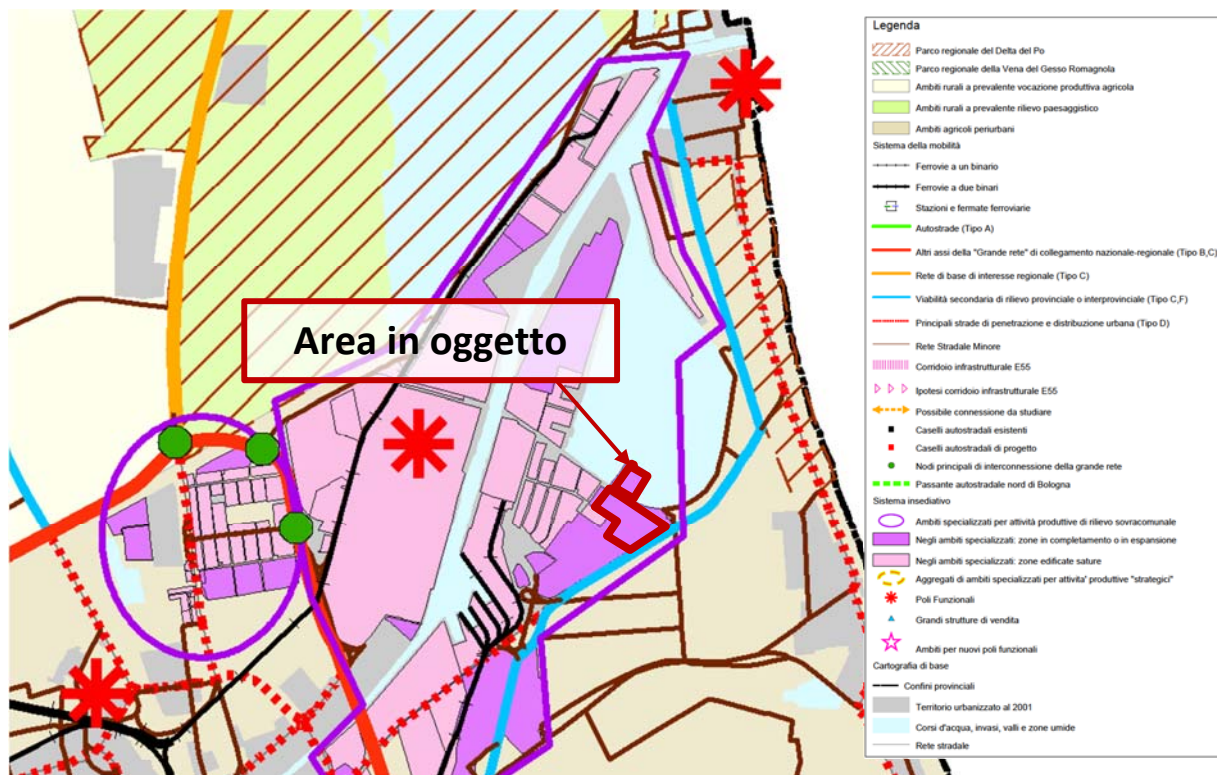 Area in oggetto
Legenda
Parco regionale del Delta del Po
Parco regionale della Vena del Gesso Romagnola
Ambiti rurali a prevalente vocazione produttiva agricola
Ambiti rurali a prevalente rilievo paesaggistico
Ambiti agricoli periurbani
Sistema della mobilità
Ferrovie a un binario
Ferrovie a due binari
Stazioni e fermate ferroviarie
Autostrade (Tipo A)
Altri assi della "Grande rete" di collegamento nazionale-regionale (Tipo B,C)
Rete di base di interesse regionale (Tipo C)
Viabilità secondaria di rilievo provinciale o interprovinciale (Tipo C,F)
Principali strade di penetrazione e distribuzione urbana (Tipo D)
Rete Stradale Minore
Corridoio infrastrutturale E55
Ipotesi corridoio infrastrutturale E55
Possibile connessione da studiare
Caselli autostradali esistenti
Caselli autostradali di progetto
Nodi principali di interconnessione della grande rete
Passante autostradale nord di Bologna
Sistema insediativo
Ambiti specializzati per attività produttive di rilievo sovracomunale
Negli ambiti specializzati: zone in completamento o in espansione
Negli ambiti specializzati: zone edificate sature
Aggregati di ambiti specializzati per attivita' produttive "strategici"
Poli Funzionali
Grandi strutture di vendita
Ambiti per nuovi poli funzionali
Cartografia di base
Confini provinciali
Territorio urbanizzato al 2001
Corsi d'acqua, invasi, valli e zone umide
Rete stradale